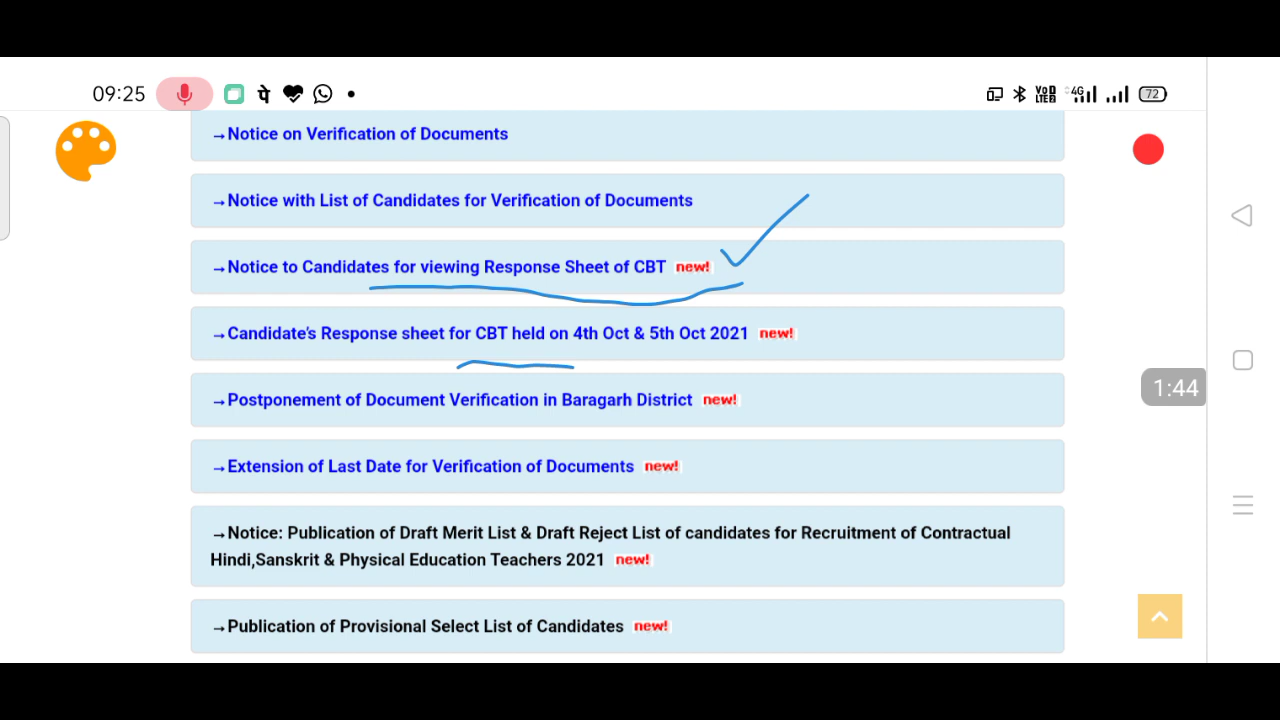 09:25
पे
VoD
LTE2
4G
72
→Notice on Verification of Documents
→Notice with List of Candidates for Verification of Documents
→Notice to Candidates for viewing Response Sheet of CBT new!
→Candidate's Response sheet for CBT held on 4th Oct & 5th Oct 2021 new!
1:44
→Postponement of Document Verification in Baragarh District new!
→Extension of Last Date for Verification of Documents new!
→Notice: Publication of Draft Merit List & Draft Reject List of candidates for Recruitment of Contractual
Hindi,Sanskrit & Physical Education Teachers 2021 new!
→Publication of Provisional Select List of Candidates new!